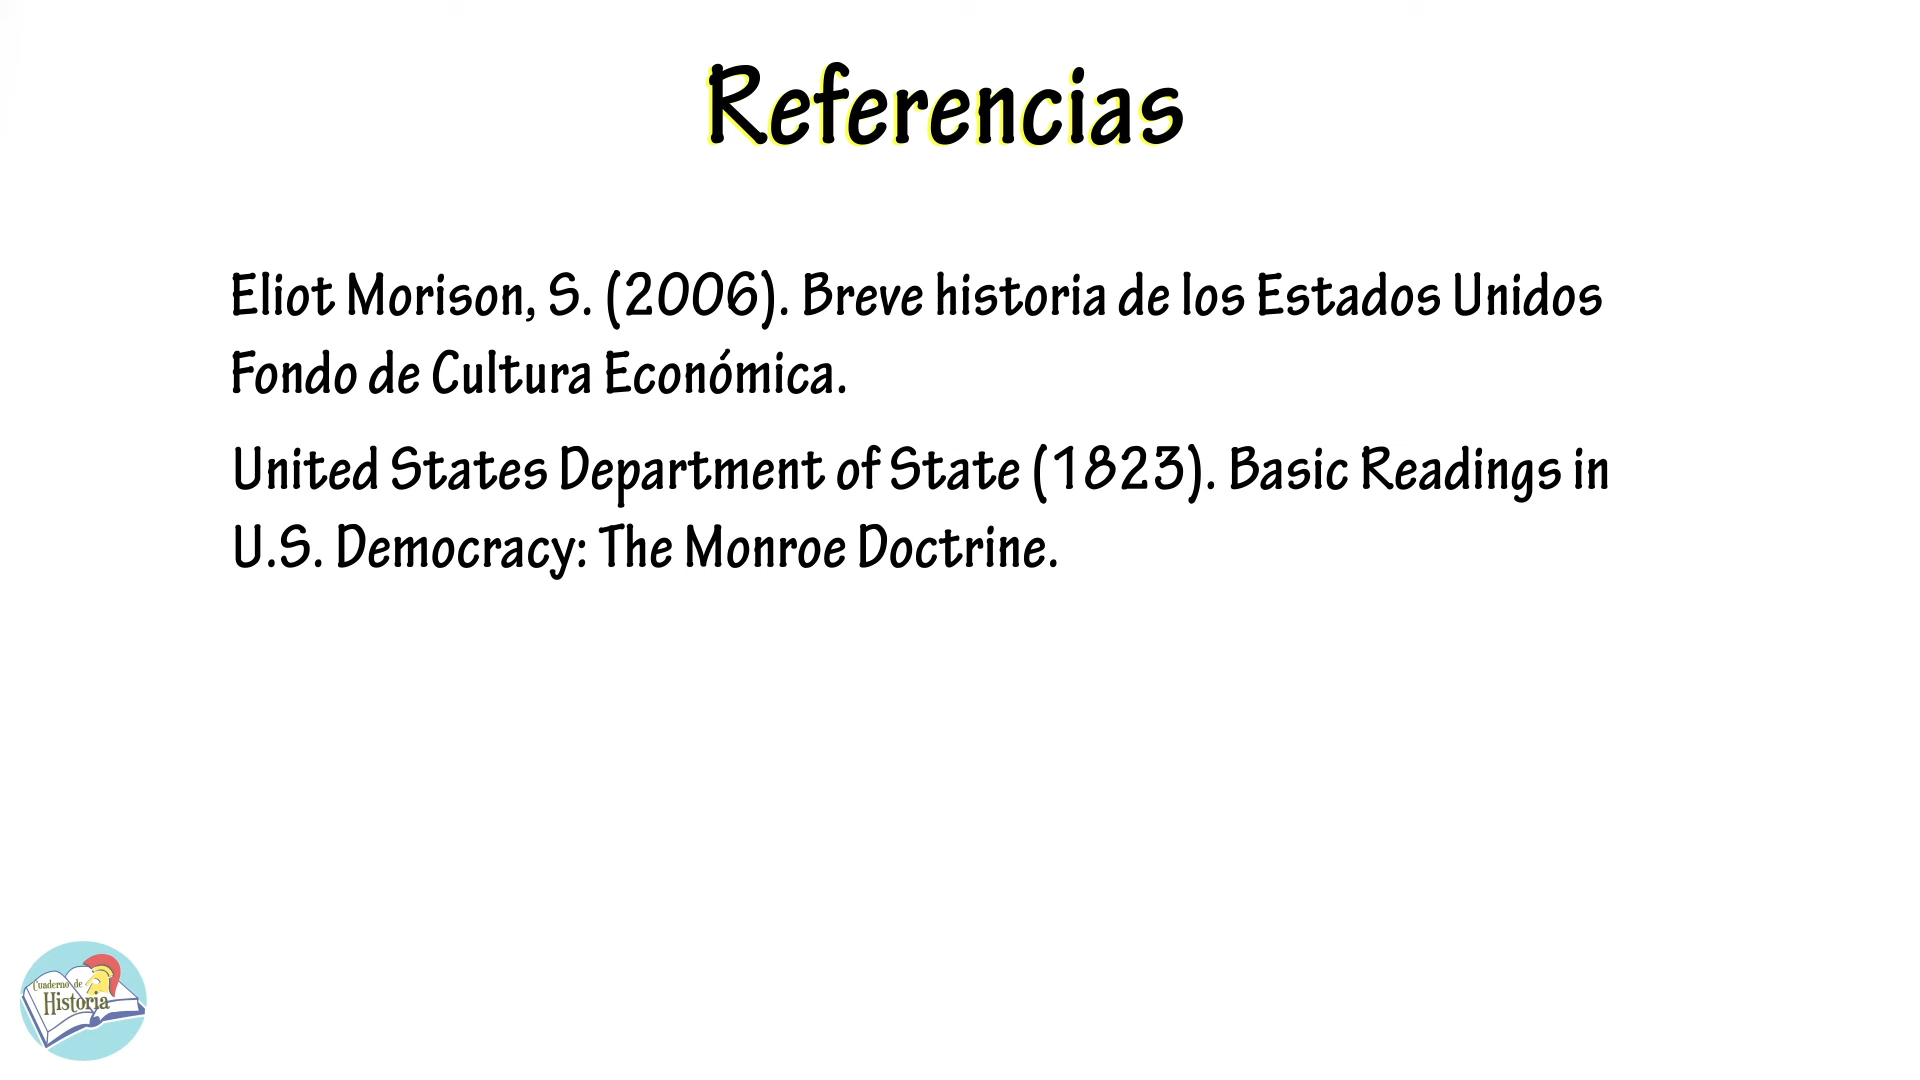 Referencias
Eliot Morison, S. (2006). Breve historia de los Estados Unidos
Fondo de Cultura Económica.
United States Department of State (1823). Basic Readings in
U.S. Democracy: The Monroe Doctrine.
Cuaderno de
Historia